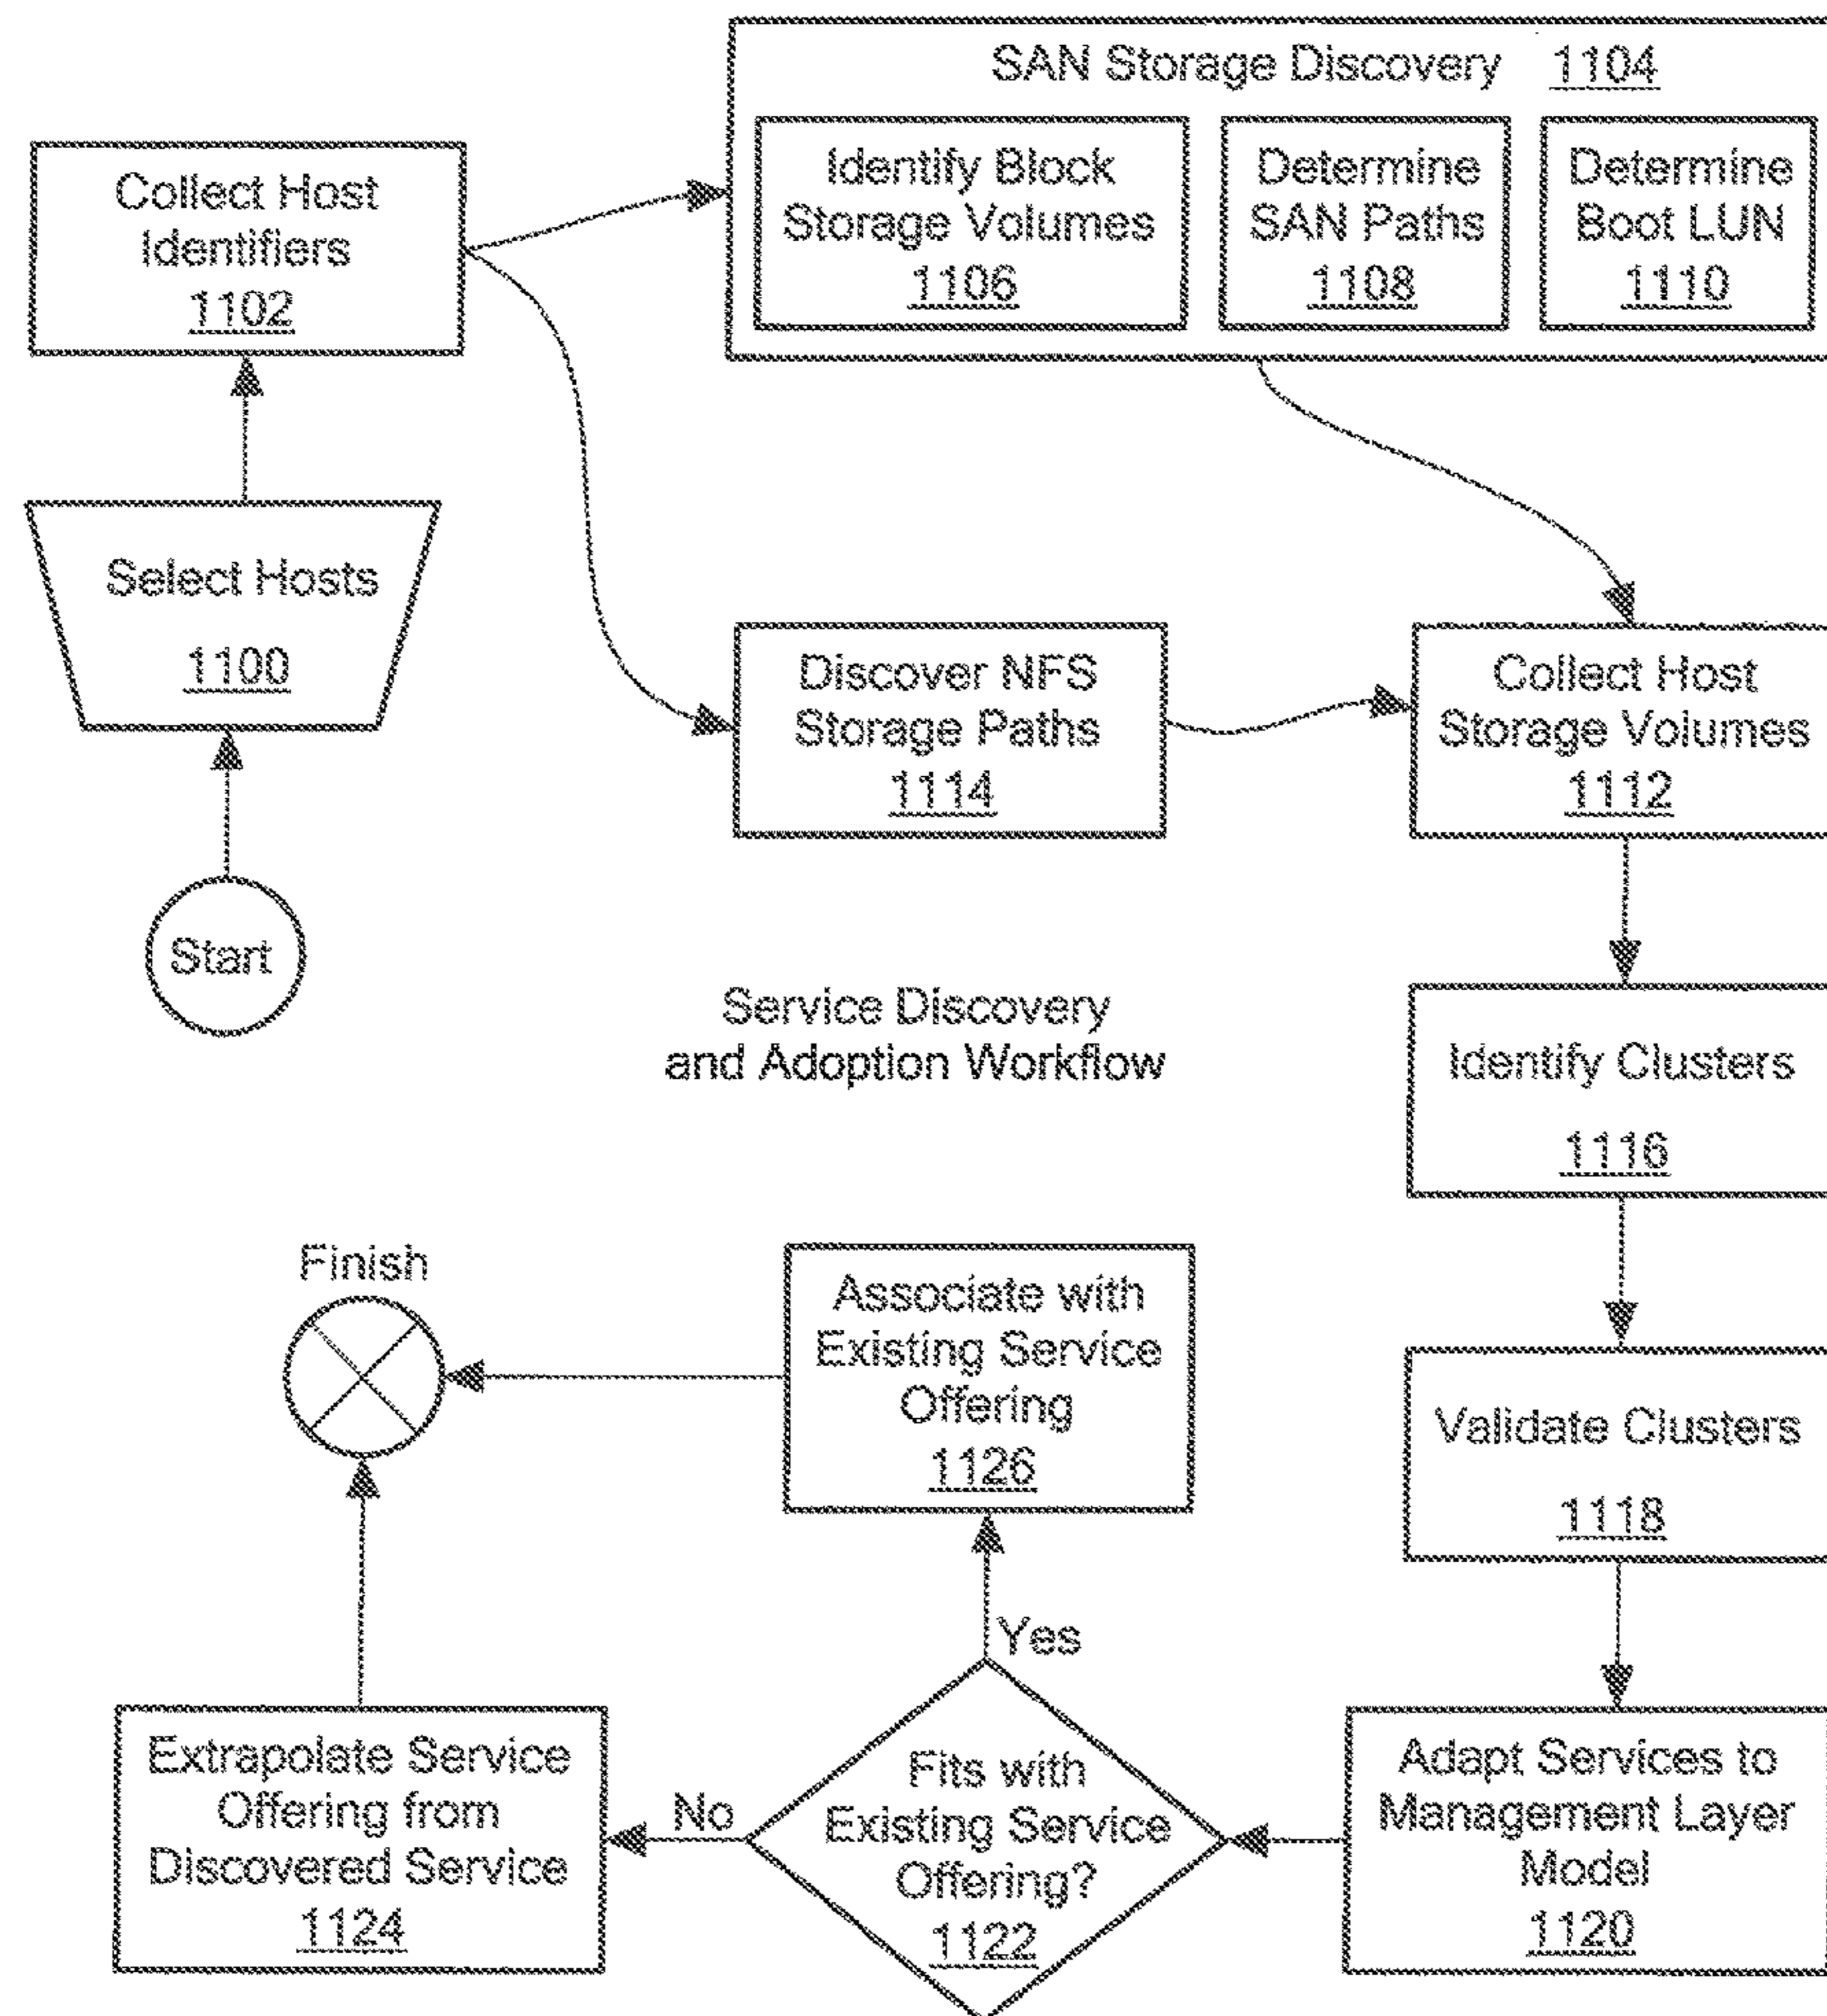 SAN Storage Discovery 1104
Identify Block
Storage Volumes
1106
Determine
SAN Paths
1108
Determine
Boot LUN
1110
Collect Host
Identifiers
1102
Select Hosts
1100
Start
Discover NFS
Storage Paths
1114
Collect Host
Storage Volumes
1112
Service Discovery
and Adoption Workflow
Identify Clusters
1116
Validate Clusters
1118
Finish
Associate with
Existing Service
Offering
1126
Yes
Extrapolate Service
Offering from
Discovered Service
1124
No
Fits with
Existing Service
Offering?
1122
Adapt Services to
Management Layer
Model
1120